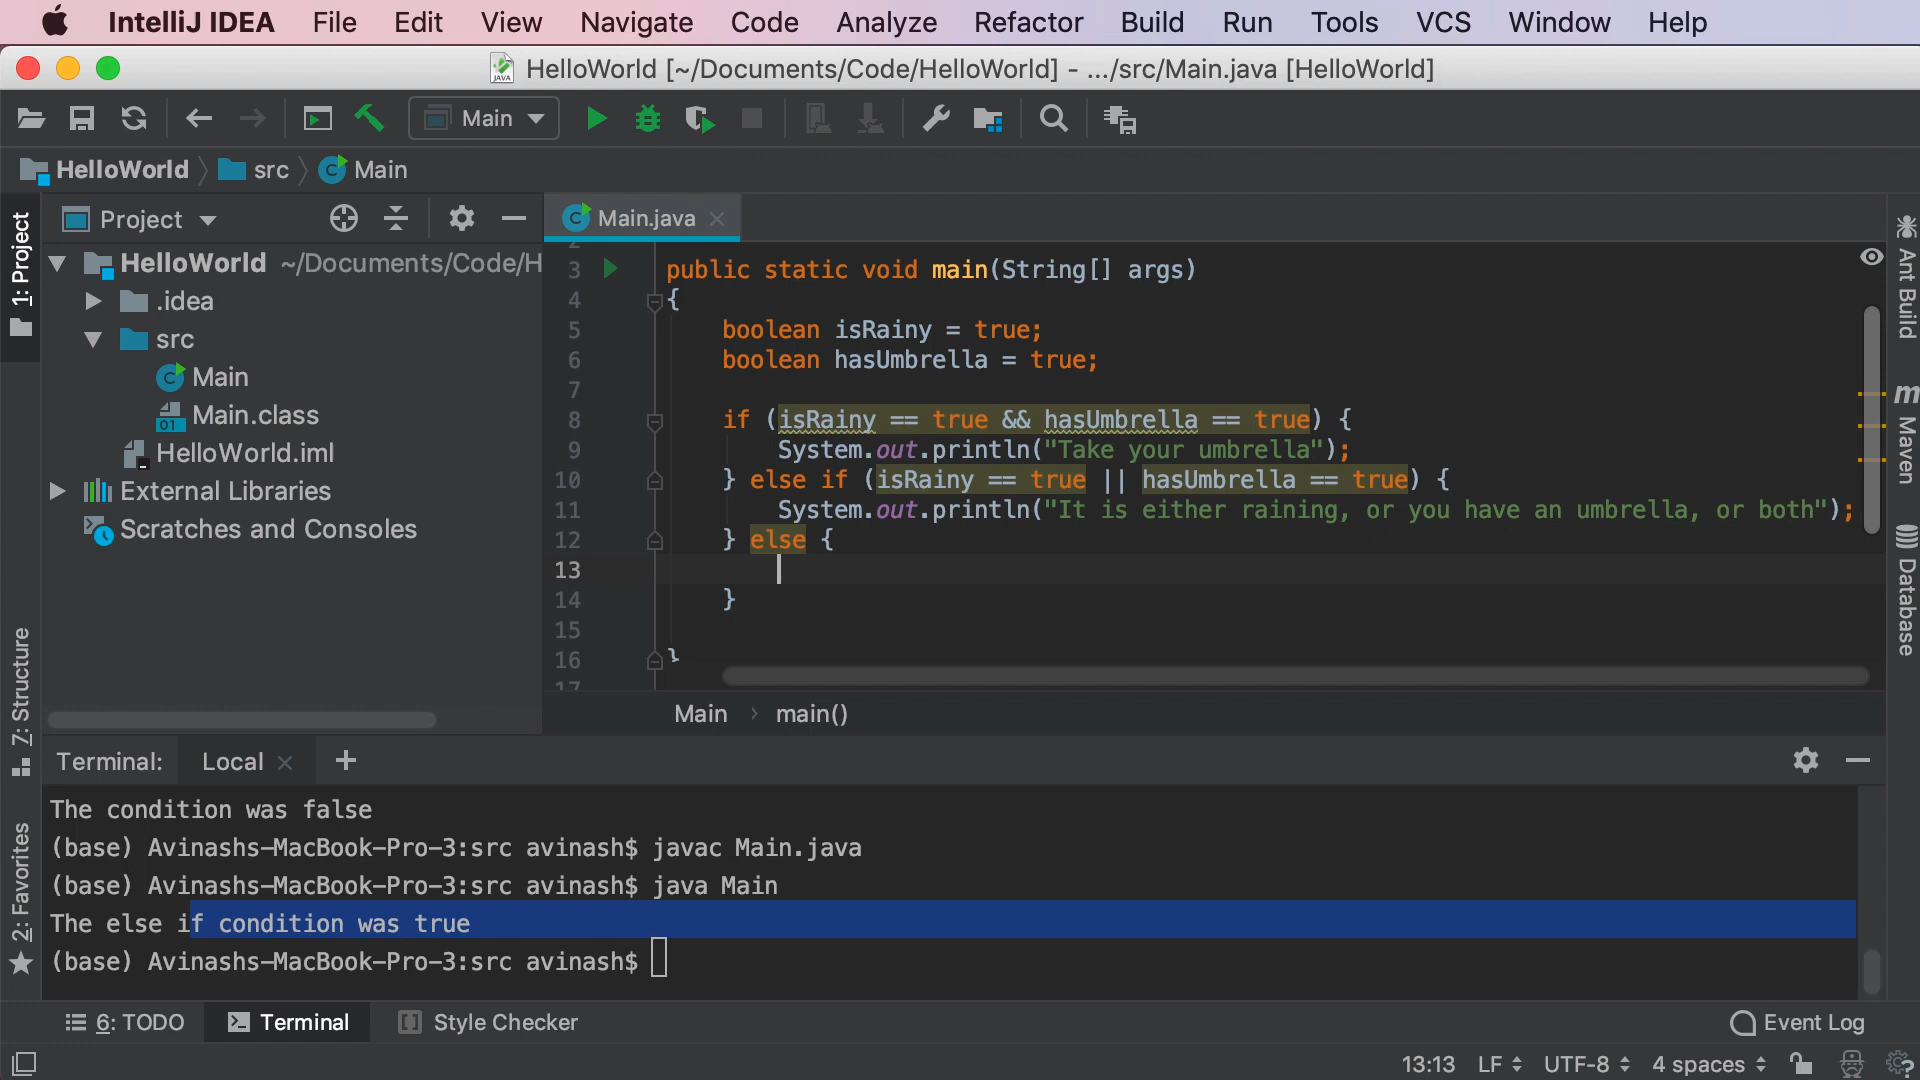 IntelliJ IDEA File Edit View Navigate Code Analyze Refactor Build Run Tools VCS Window Help
HelloWorld [~/Documents/Code/HelloWorld] - .../src/Main.java [HelloWorld]
Main
HelloWorld src Main
1: Project
Project
HelloWorld ~/Documents/Code/H
.idea
src
Main
Main.class
HelloWorld.iml
External Libraries
Scratches and Consoles
Main.java
3 public static void main(String[] args)
4 {
5 boolean isRainy = true;
6 boolean hasUmbrella = true;
7
8 if (isRainy == true && hasUmbrella == true) {
9 System.out.println("Take your umbrella");
10 } else if (isRainy == true || hasUmbrella == true) {
11 System.out.println("It is either raining, or you have an umbrella, or both");
12 } else {
13
14 }
15
16 }
17
Main › main()
Ant Build
m Maven
Database
7: Structure
2: Favorites
Terminal: Local
The condition was false
(base) Avinashs-MacBook-Pro-3:src avinash$ javac Main.java
(base) Avinashs-MacBook-Pro-3:src avinash$ java Main
The else if condition was true
(base) Avinashs-MacBook-Pro-3:src avinash$
6: TODO Terminal Style Checker Event Log
13:13 LF UTF-8 4 spaces